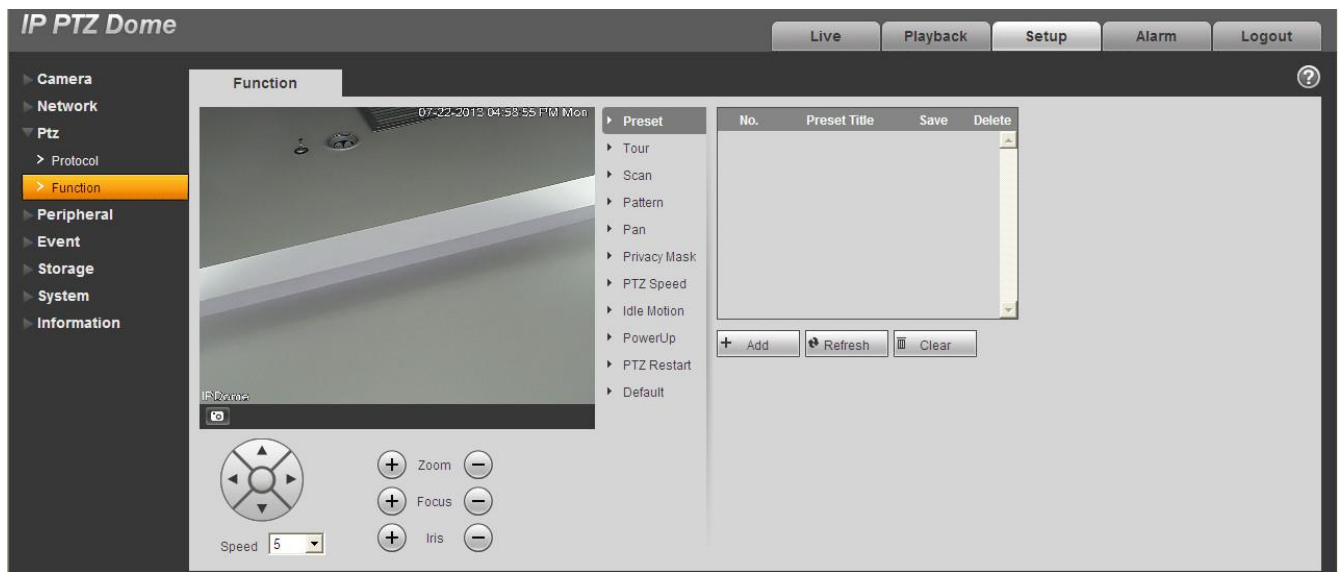 IP PTZ Dome
Live Playback Setup Alarm Logout
Camera
Network
Ptz
Protocol
Function
Peripheral
Event
Storage
System
Information
Function
07-22-2013 04:58:55 PM Mon
IPDome
Preset
Tour
Scan
Pattern
Pan
Privacy Mask
PTZ Speed
Idle Motion
PowerUp
PTZ Restart
Default
No. Preset Title Save Delete
Add Refresh Clear
Zoom
Focus
Iris
Speed 5